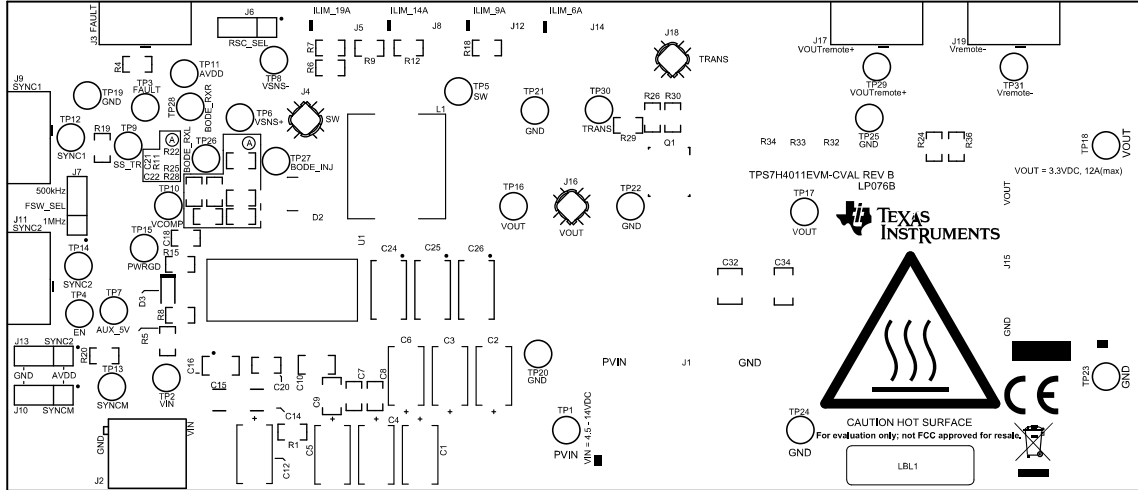 J3 FAULT
J6
RSC_SEL
ILIM_19A
ILIM_14A
ILIM_9A
ILIM_6A
J5
J8
J12
J14
J17
VOUTremote+
J19
Vremote-
R4
TP11
AVDD
TP8
VSNS-
R7
R6
R9
R12
R18
J18
TRANS
J9
SYNC1
TP19
GND
TP3
FAULT
TP28
BODE_RXR
TP6
VSNS+
J4
SW
L1
TP5
SW
TP21
GND
TP30
TRANS
R26
R30
TP29
VOUTremote+
TP31
Vremote-
TP12
SYNC1
R19
TP9
SS_TR
A
R22
C21
R11
R25
C22
R28
BODE_RXL
TP26
A
TP27
BODE_INJ
R29
Q1
R34
R33
R32
TP25
GND
R24
R36
TP18
VOUT
VOUT = 3.3VDC, 12A(max)
TPS7H4011EVM-CVAL REV B
LP076B
J7
500kHz
FSW_SEL
1MHz
TP10
VCOMP
D2
TP16
VOUT
J16
VOUT
TP22
GND
TP17
VOUT
VOUT
TEXAS
INSTRUMENTS
J11
SYNC2
TP15
PWRGD
C18
R15
U1
C24
C25
C26
C32
C34
J15
TP14
SYNC2
D3
TP4
EN
TP7
AUX_5V
R8
R5
GND
J13
SYNC2
GND
AVDD
J10
SYNCM
R20
TP13
SYNCM
TP2
VIN
C16
C15
C20
C10
C9
C7
C8
C6
C3
C2
TP20
GND
PVIN
J1
GND
TP23
GND
CE
GND
VIN
J2
C14
R1
C12
C5
C4
C1
TP1
PVIN
VIN = 4.5 - 14VDC
TP24
GND
CAUTION HOT SURFACE
For evaluation only; not FCC approved for resale.
LBL1